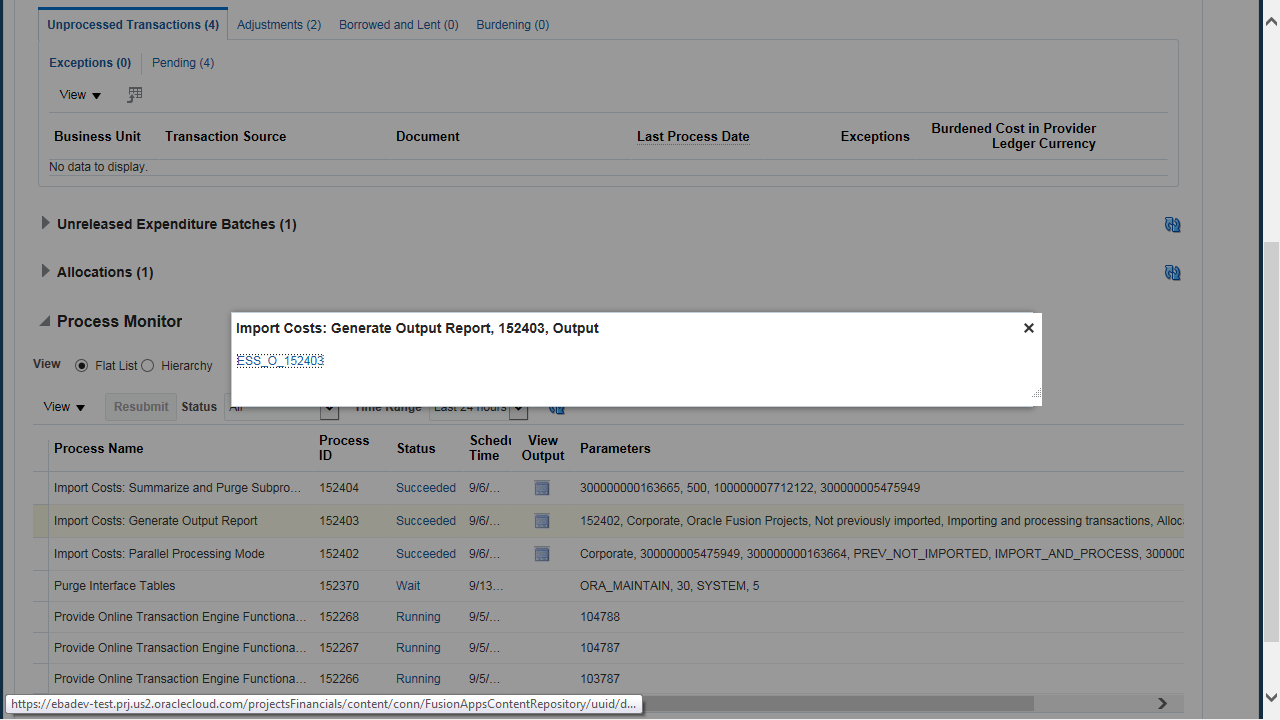 Unprocessed Transactions (4) Adjustments (2) Borrowed and Lent (0) Burdening (0)
Exceptions (0) Pending (4)
View
Business Unit Transaction Source Document Last Process Date Exceptions Burdened Cost in Provider Ledger Currency
No data to display.
Unreleased Expenditure Batches (1)
Allocations (1)
Process Monitor
Import Costs: Generate Output Report, 152403, Output
ESS_O_152403
View Flat List Hierarchy
View Resubmit Status All Time Range Last 24 hours
Process Name Process ID Status Schedu Time View Output Parameters
Import Costs: Summarize and Purge Subpro... 152404 Succeeded 9/6/... 300000000163665, 500, 100000007712122, 300000005475949
Import Costs: Generate Output Report 152403 Succeeded 9/6/... 152402, Corporate, Oracle Fusion Projects, Not previously imported, Importing and processing transactions, Alloca
Import Costs: Parallel Processing Mode 152402 Succeeded 9/6/... Corporate, 300000005475949, 300000000163664, PREV_NOT_IMPORTED, IMPORT_AND_PROCESS, 300000
Purge Interface Tables 152370 Wait 9/13... ORA_MAINTAIN, 30, SYSTEM, 5
Provide Online Transaction Engine Functiona... 152268 Running 9/5/... 104788
Provide Online Transaction Engine Functiona... 152267 Running 9/5/... 104787
Provide Online Transaction Engine Functiona... 152266 Running 9/5/... 103787
https://ebadev-test.prj.us2.oraclecloud.com/projectsFinancials/content/conn/FusionAppsContentRepository/uuid/d...